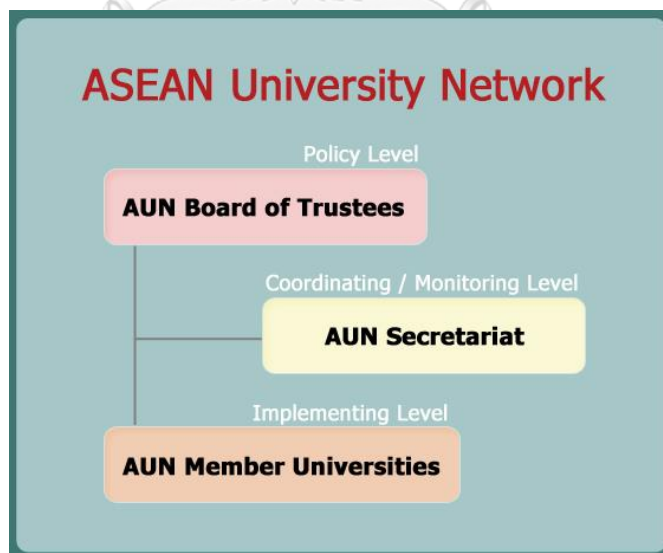 ASEAN University Network
Policy Level
AUN Board of Trustees
Coordinating / Monitoring Level
AUN Secretariat
Implementing Level
AUN Member Universities